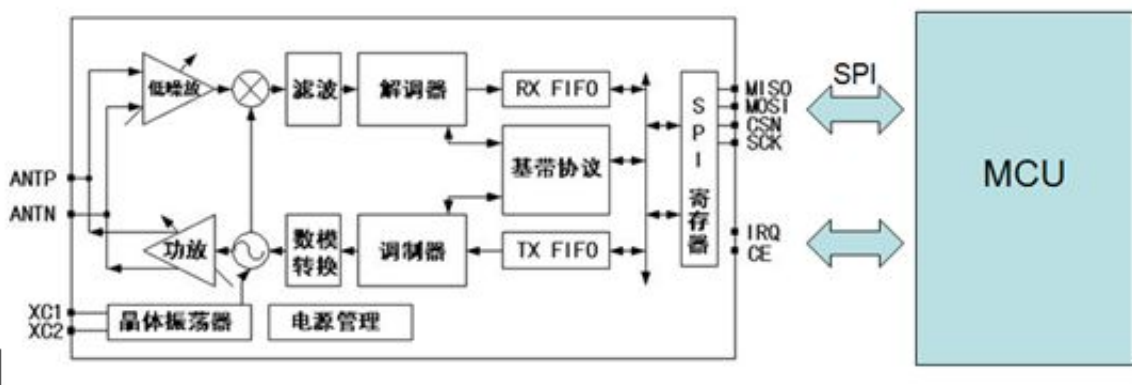 低噪放
滤波
解调器
RX FIFO
SPI 寄存器
MISO
MOSI
CSN
SCK
SPI
MCU
基带协议
ANTP
ANTN
功放
数模
转换
调制器
TX FIFO
IRQ
CE
XC1
XC2
晶体振荡器
电源管理